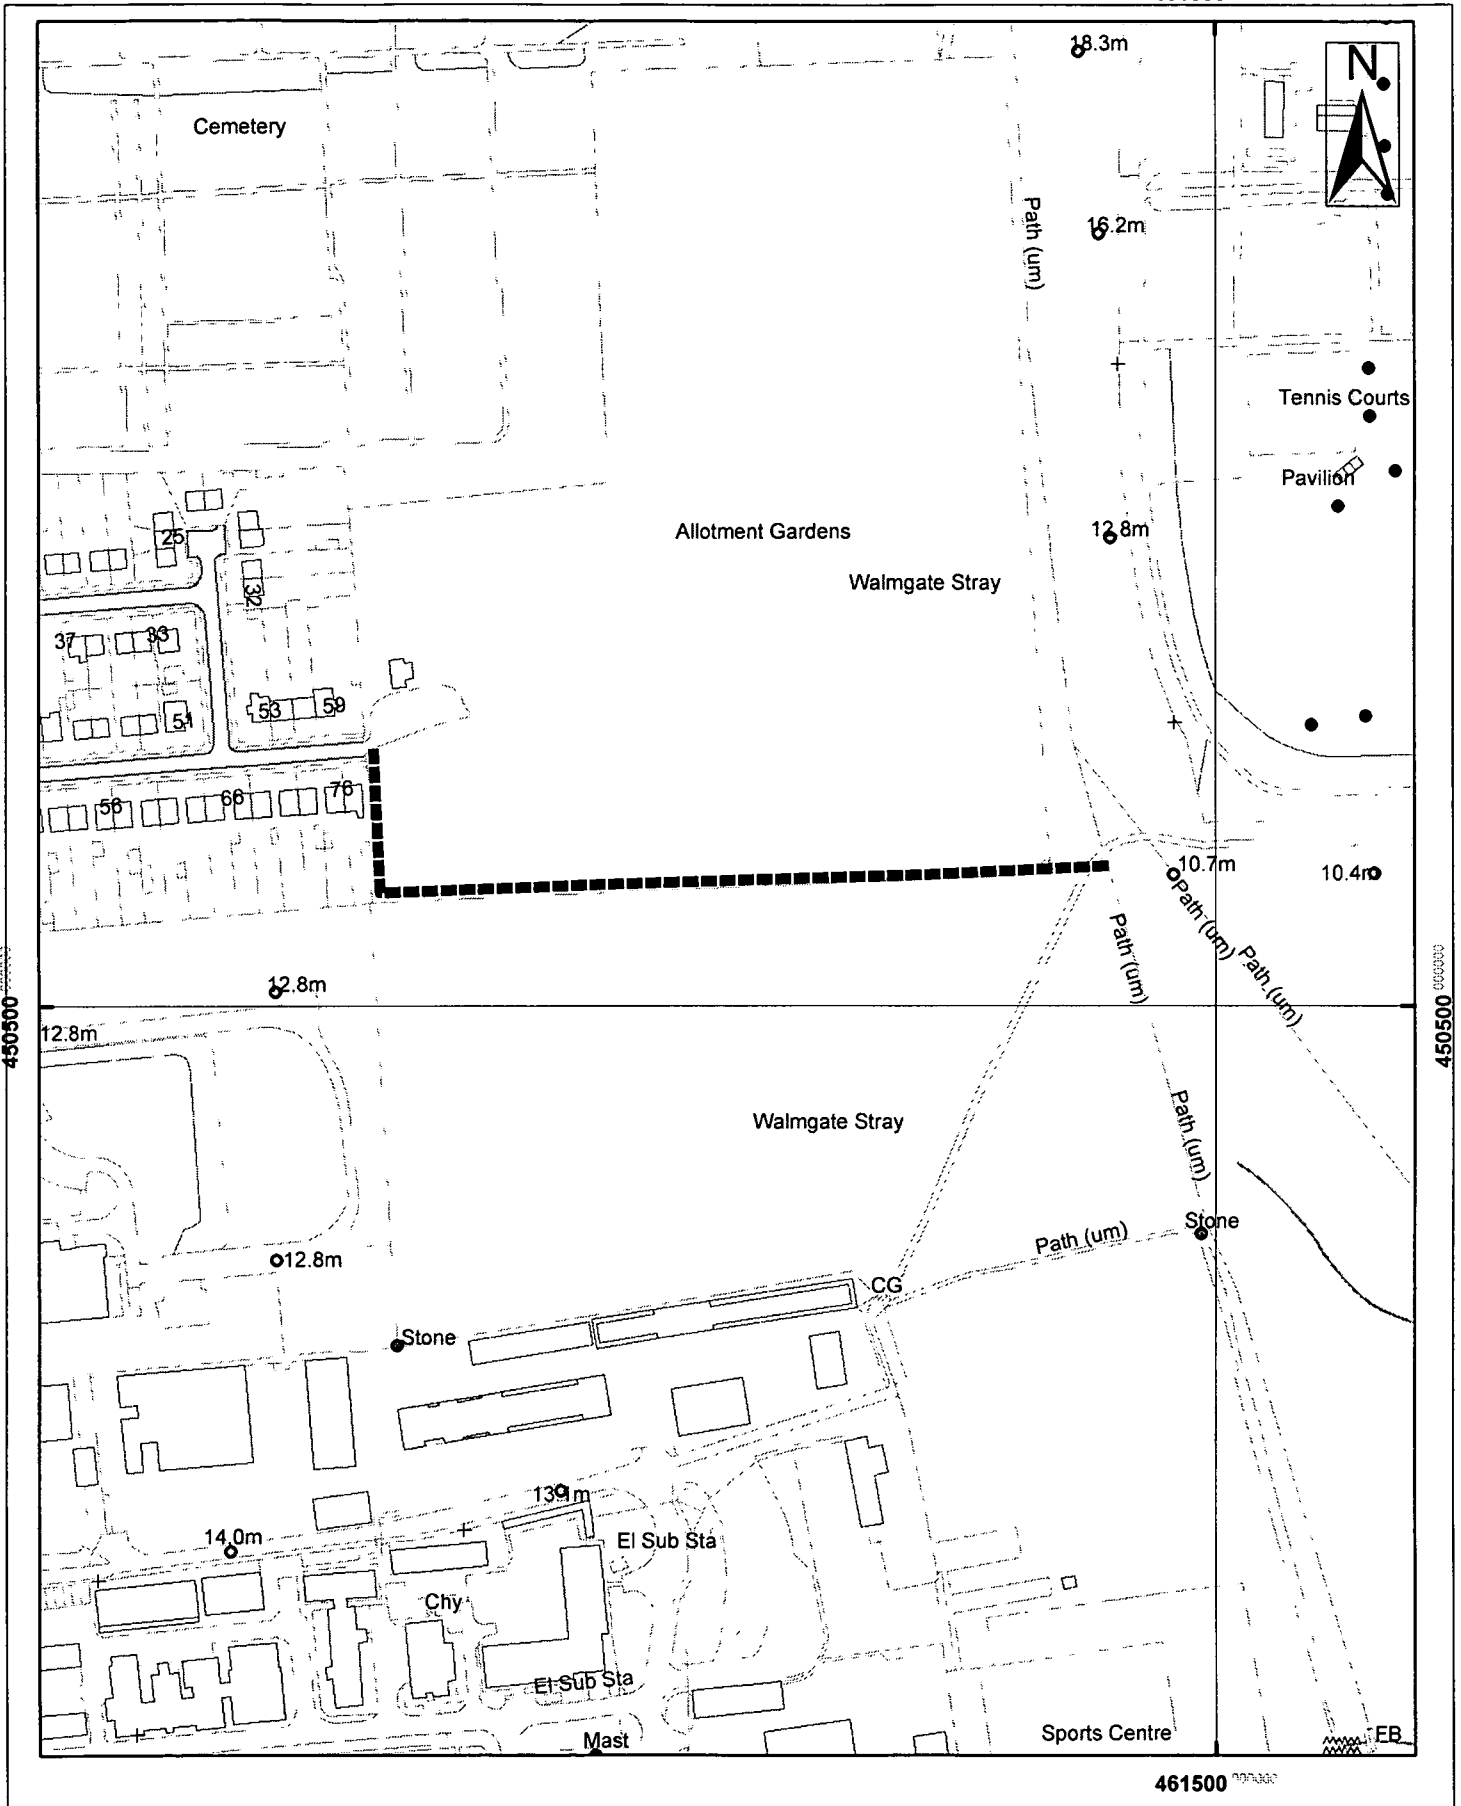 18.3m
N
Cemetery
Path (um)
16.2m
Tennis Courts
Pavilion
25
Allotment Gardens
12.8m
Walmgate Stray
32
37
33
53
59
51
56
66
76
10.7m
10.4m
Path (um)
Path (um)
Path (um)
450500
450500
12.8m
12.8m
Walmgate Stray
Path (um)
Stone
Path (um)
12.8m
CG
Stone
13.1m
14.0m
El Sub Sta
Chy
El Sub Sta
Mast
Sports Centre
FB
461500